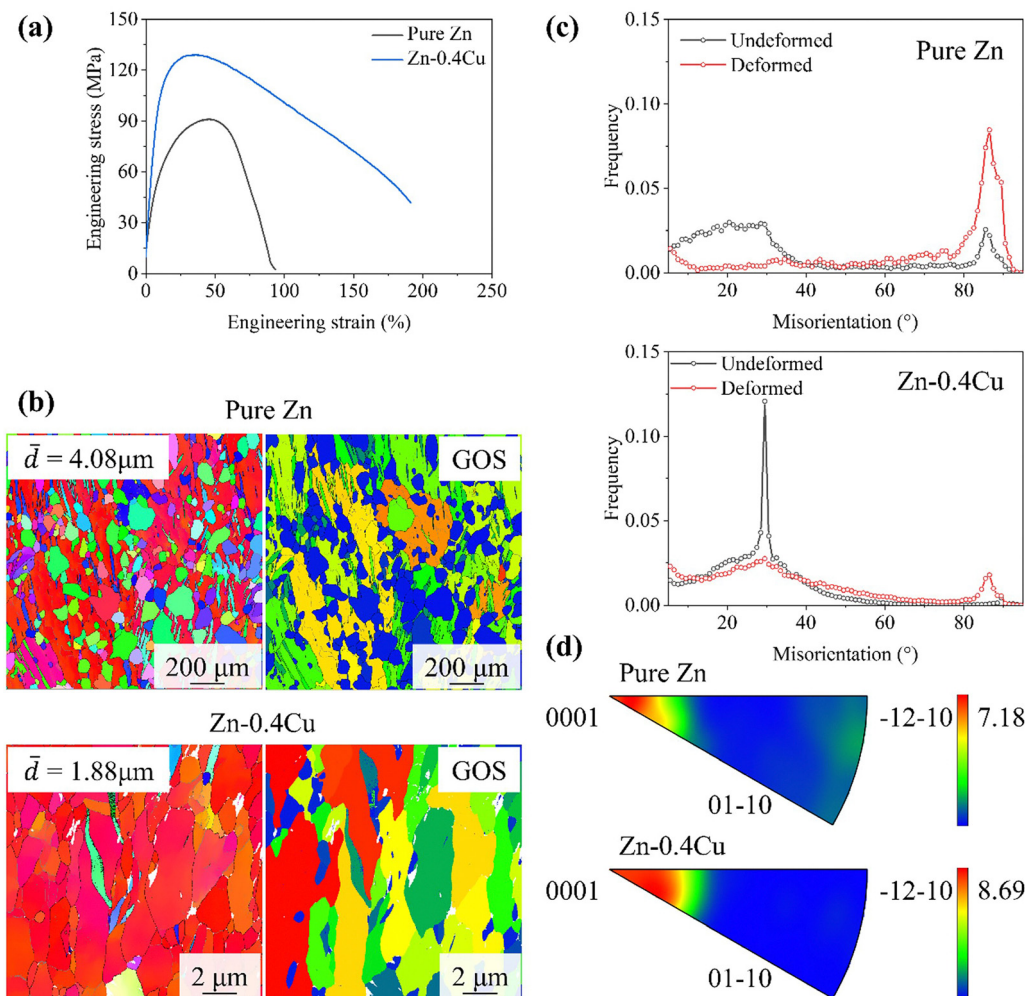 (a)
150
120
90
60
30
0
Engineering stress (MPa)
Pure Zn
Zn-0.4Cu
0 50 100 150 200 250
Engineering strain (%)
(b)
Pure Zn
d̄ = 4.08μm
GOS
200 μm
200 μm
Zn-0.4Cu
d̄ = 1.88μm
GOS
2 μm
2 μm
(c)
0.15
0.10
0.05
0.00
Frequency
Undeformed
Deformed
Pure Zn
20 40 60 80
Misorientation (°)
0.15
0.10
0.05
0.00
Frequency
Undeformed
Deformed
Zn-0.4Cu
20 40 60 80
Misorientation (°)
(d)
Pure Zn
0001
-12-10
7.18
01-10
Zn-0.4Cu
0001
-12-10
8.69
01-10